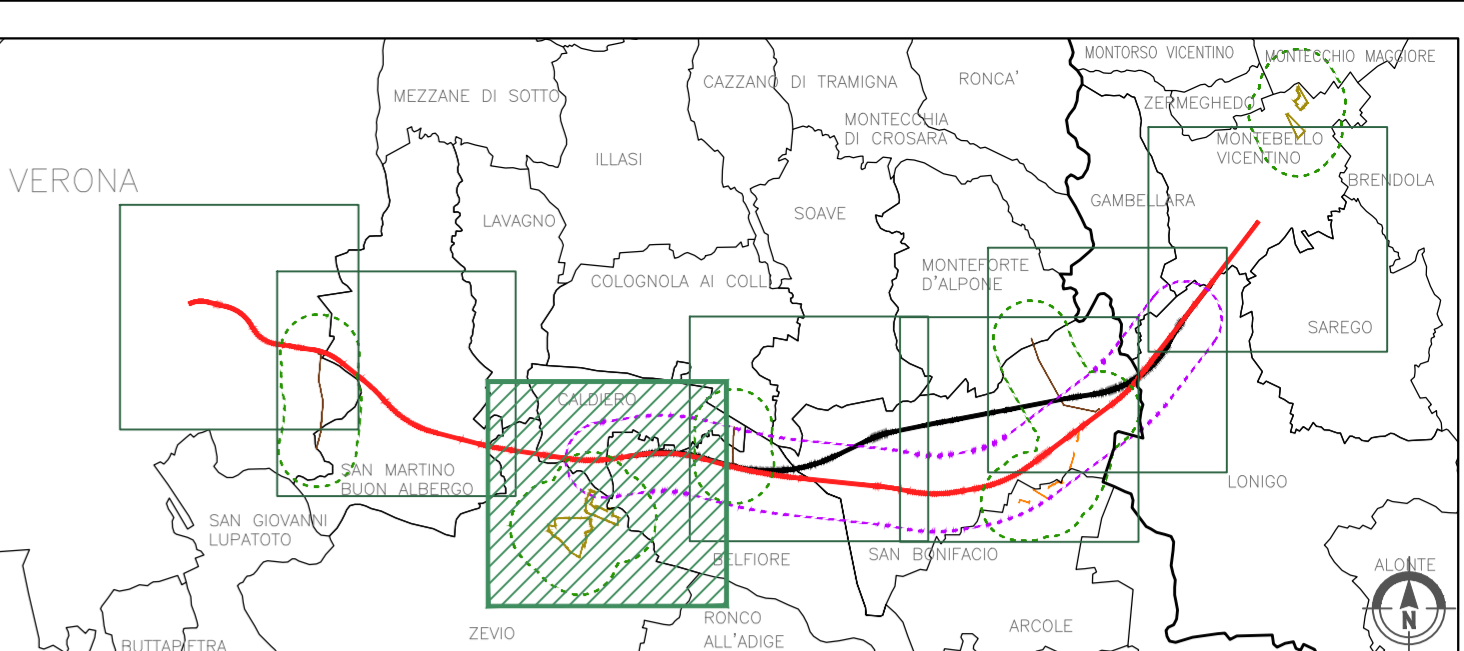 MONTORSO VICENTINO
MONTECCHIO MAGGIORE
MEZZANE DI SOTTO
CAZZANO DI TRAMIGNA
RONCA'
ZERMEGHEDO
MONTECCHIA
DI CROSARA
ILLASI
MONTEBELLO
VICENTINO
VERONA
BRENDOLA
LAVAGNO
SOAVE
GAMBELLARA
COLOGNOLA AI COLLI
MONTEFORTE
D'ALPONE
SAREGO
CALDIERO
SAN MARTINO
BUON ALBERGO
LONIGO
SAN GIOVANNI
LUPATOTO
BELFIORE
SAN BONIFACIO
ALONTE
N
ZEVIO
RONCO
ALL'ADIGE
ARCOLE
BUTTAPIETRA